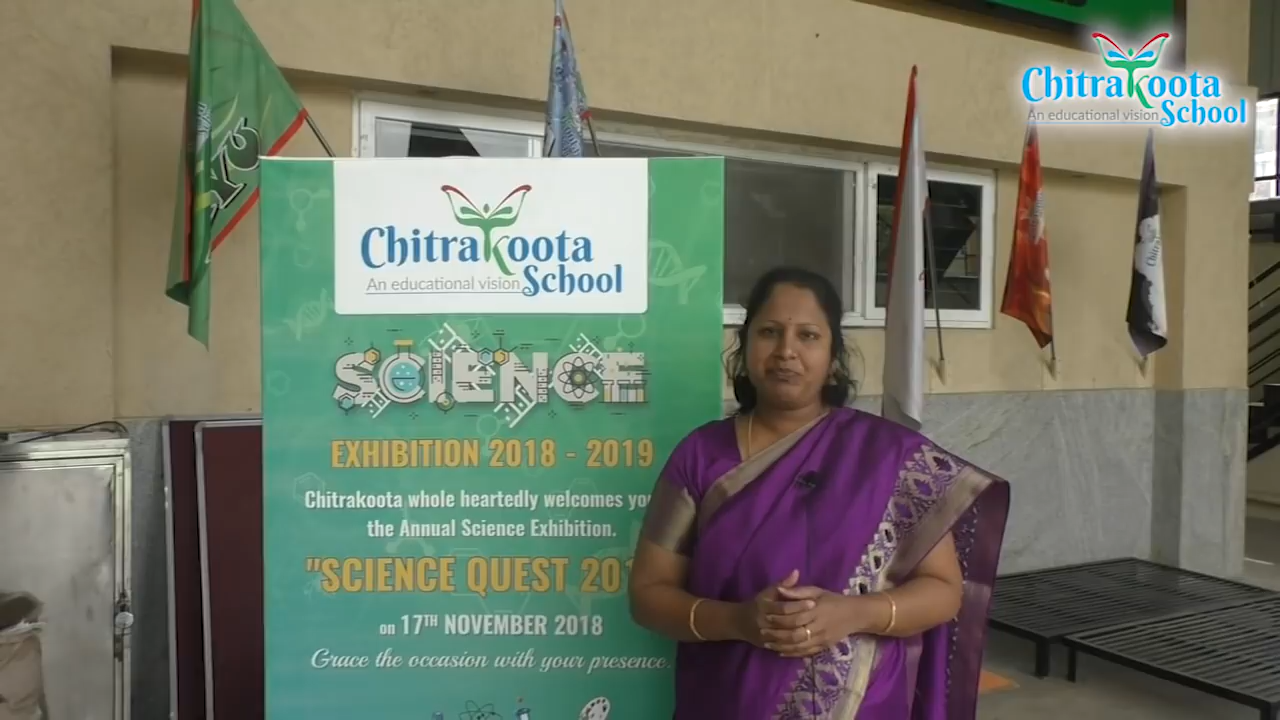 Chitrakoota
An educational vision School
Chitrakoota
An educational vision School
SCIENCE
EXHIBITION 2018 - 2019
Chitrakoota whole heartedly welcomes
the Annual Science Exhibition.
"SCIENCE QUEST
on 17TH NOVEMBER 2018
Grace the occasion with your presence.